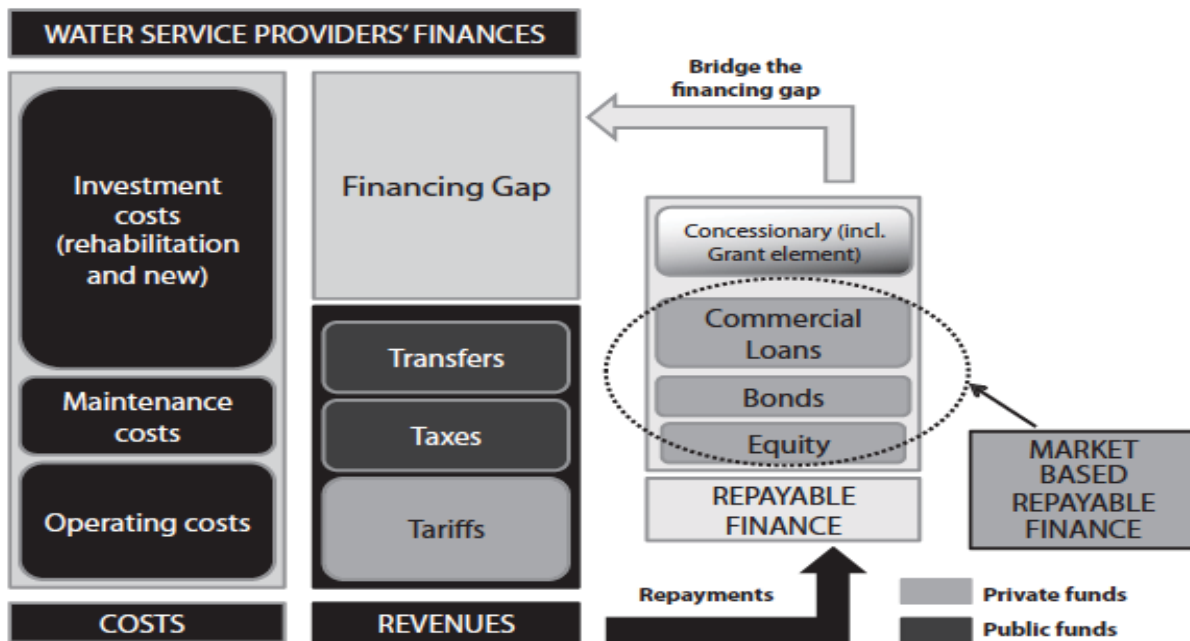 WATER SERVICE PROVIDERS' FINANCES
Investment
costs
(rehabilitation
and new)
Maintenance
costs
Operating costs
COSTS
Financing Gap
Transfers
Taxes
Tariffs
REVENUES
Bridge the
financing gap
Concessionary (incl.
Grant element)
Commercial
Loans
Bonds
Equity
REPAYABLE
FINANCE
Repayments
MARKET
BASED
REPAYABLE
FINANCE
Private funds
Public funds